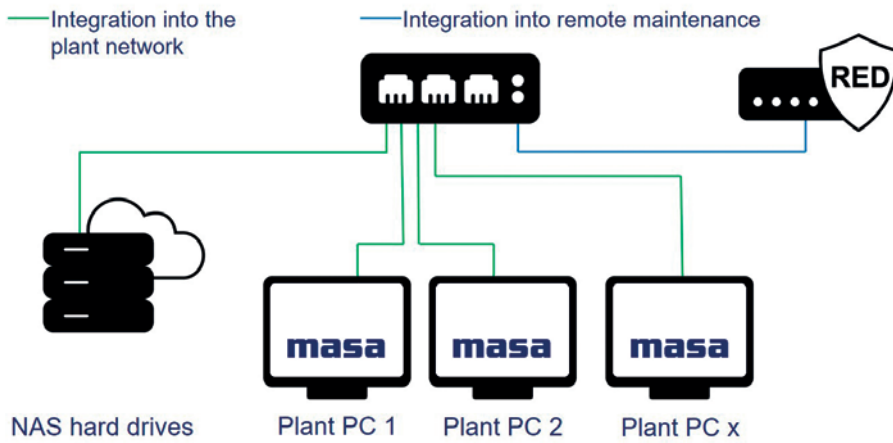 Integration into the
plant network
Integration into remote maintenance
RED
masa
masa
masa
NAS hard drives
Plant PC 1
Plant PC 2
Plant PC x